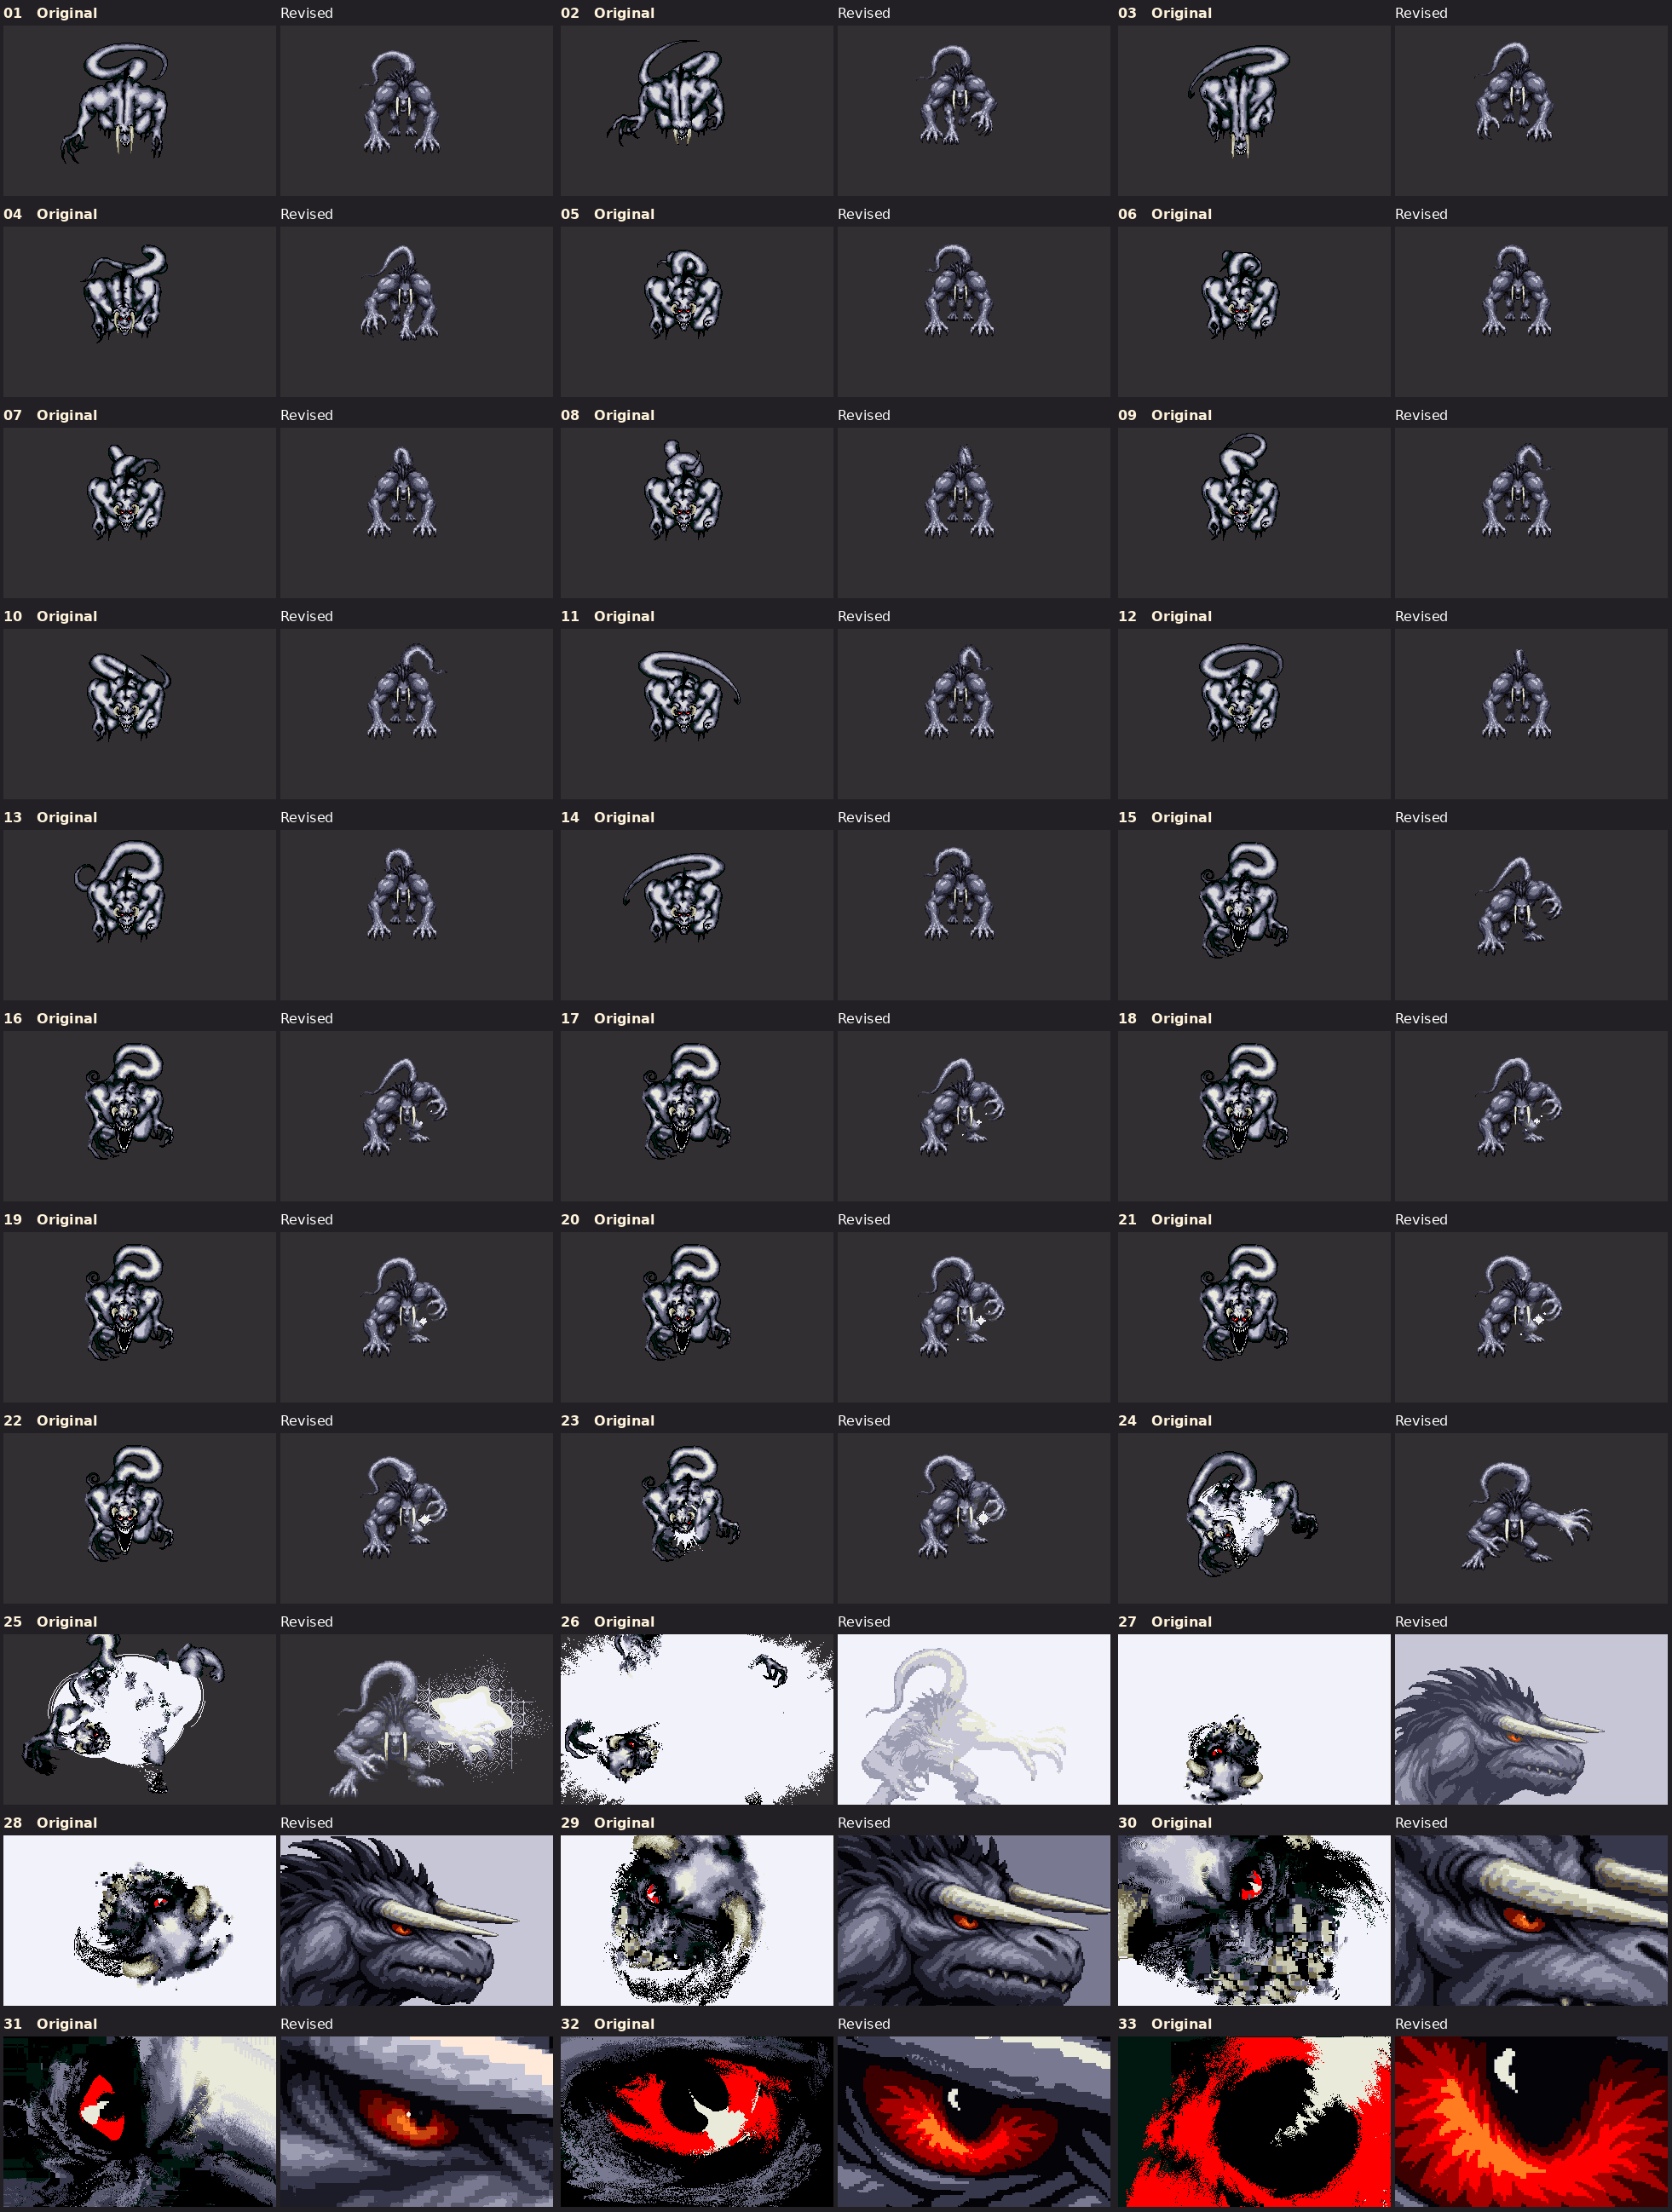 01 Original Revised 02 Original Revised 03 Original Revised
04 Original Revised 05 Original Revised 06 Original Revised
07 Original Revised 08 Original Revised 09 Original Revised
10 Original Revised 11 Original Revised 12 Original Revised
13 Original Revised 14 Original Revised 15 Original Revised
16 Original Revised 17 Original Revised 18 Original Revised
19 Original Revised 20 Original Revised 21 Original Revised
22 Original Revised 23 Original Revised 24 Original Revised
25 Original Revised 26 Original Revised 27 Original Revised
28 Original Revised 29 Original Revised 30 Original Revised
31 Original Revised 32 Original Revised 33 Original Revised